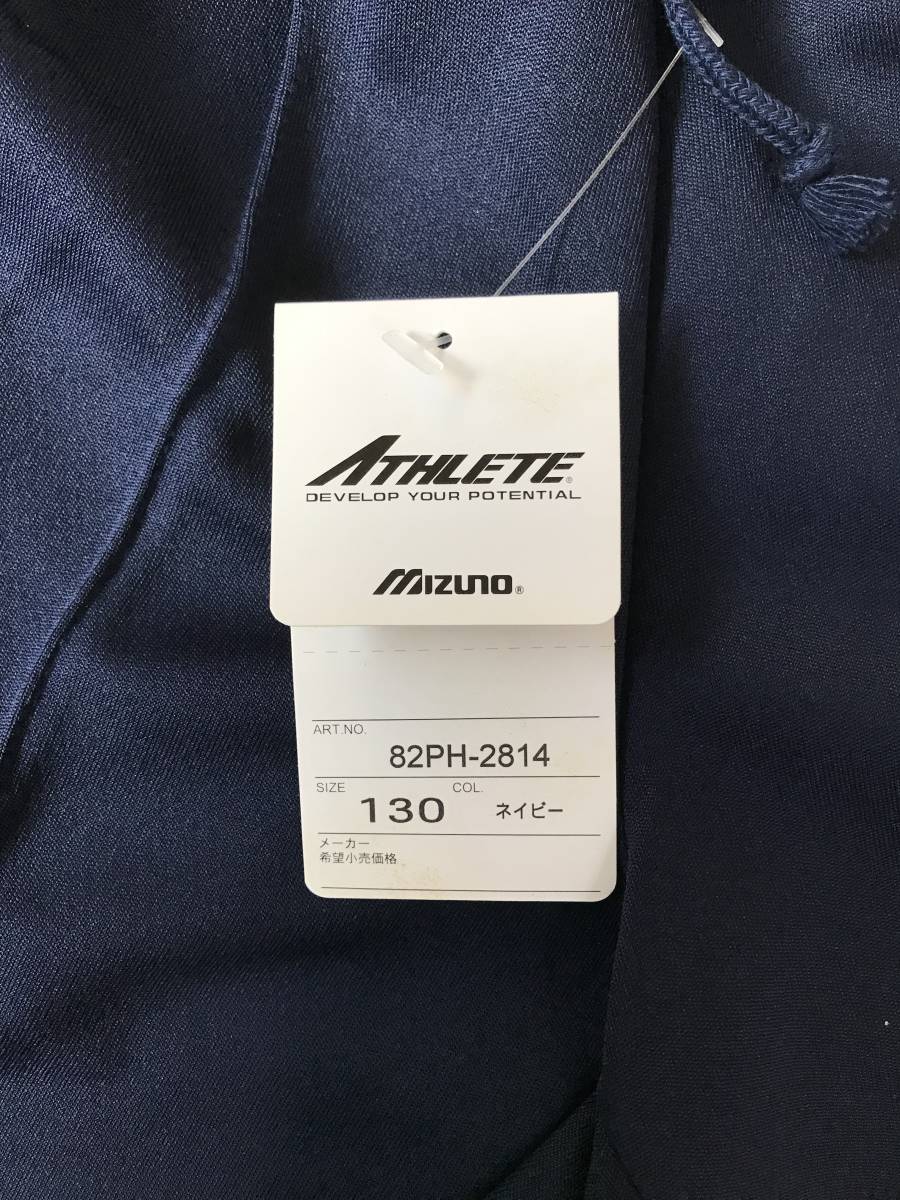 ATHLETE®
DEVELOP YOUR POTENTIAL
MIZUNO®
ART.NO.
82PH-2814
SIZE 130 COL. ネイビー
メーカー
希望小売価格